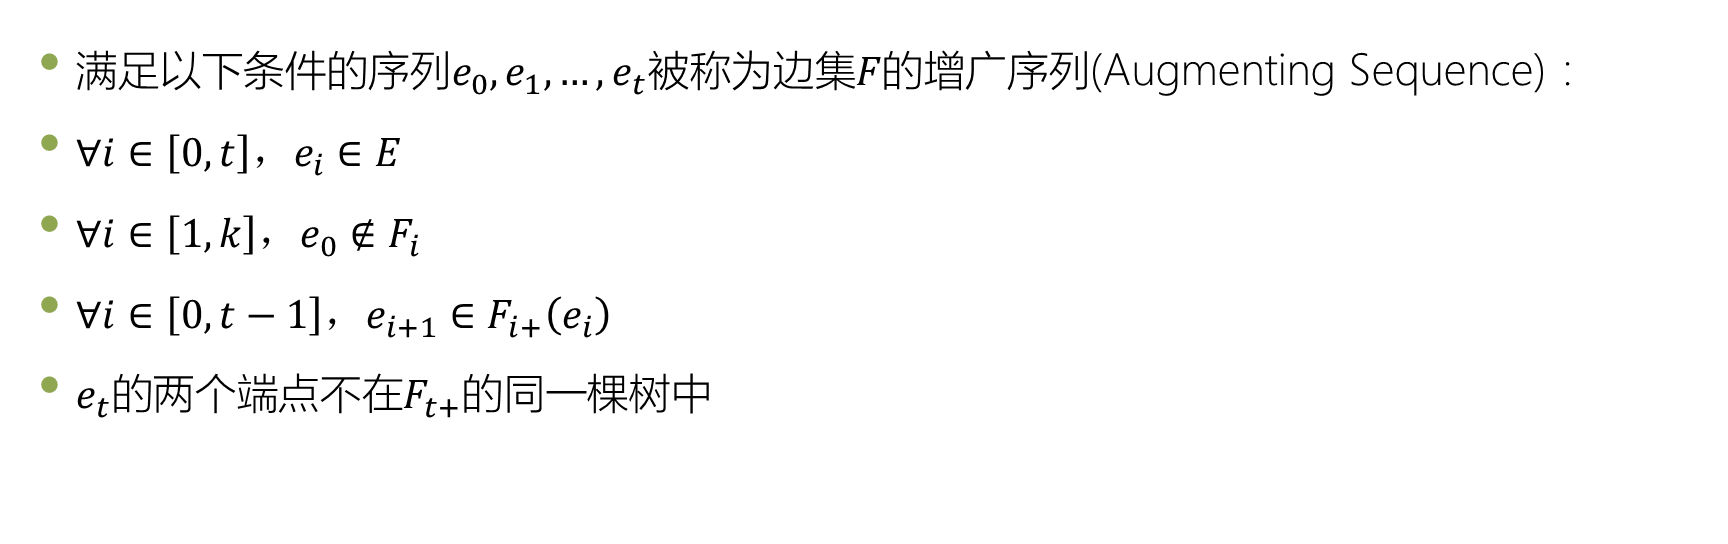 • 满足以下条件的序列e₀, e₁, … , eₜ被称为边集F的增广序列(Augmenting Sequence)：
• ∀i ∈ [0, t]，eᵢ ∈ E
• ∀i ∈ [1, k]，e₀ ∉ Fᵢ
• ∀i ∈ [0, t − 1]，eᵢ₊₁ ∈ Fᵢ₊(eᵢ)
• eₜ的两个端点不在Fₜ₊的同一棵树中